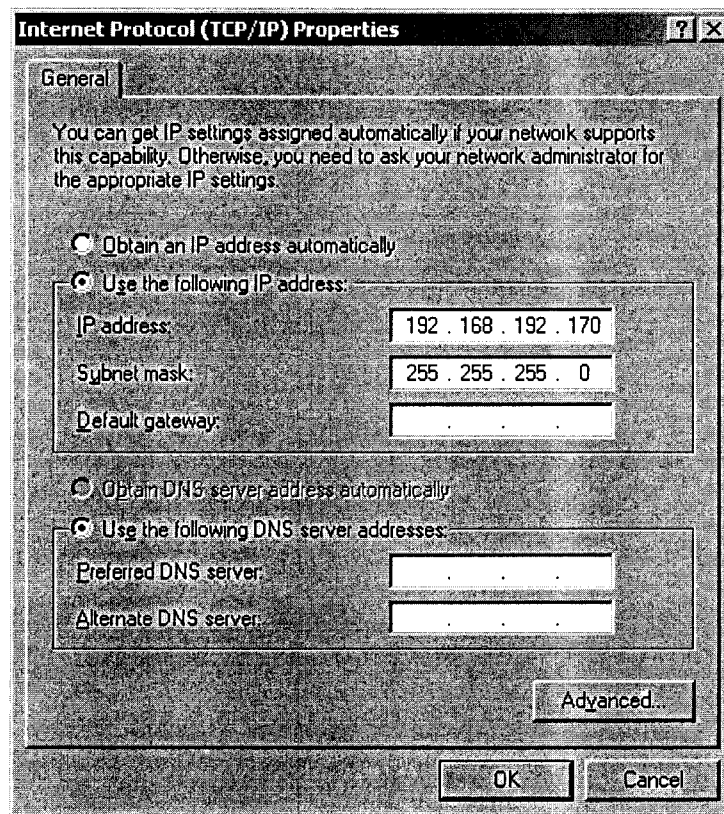 Internet Protocol (TCP/IP) Properties
General
You can get IP settings assigned automatically if your network supports
this capability. Otherwise, you need to ask your network administrator for
the appropriate IP settings.
Obtain an IP address automatically
Use the following IP address:
IP address: 192 . 168 . 192 . 170
Subnet mask: 255 . 255 . 255 . 0
Default gateway: . . .
Obtain DNS server address automatically
Use the following DNS server addresses:
Preferred DNS server: . . .
Alternate DNS server: . . .
Advanced...
OK Cancel